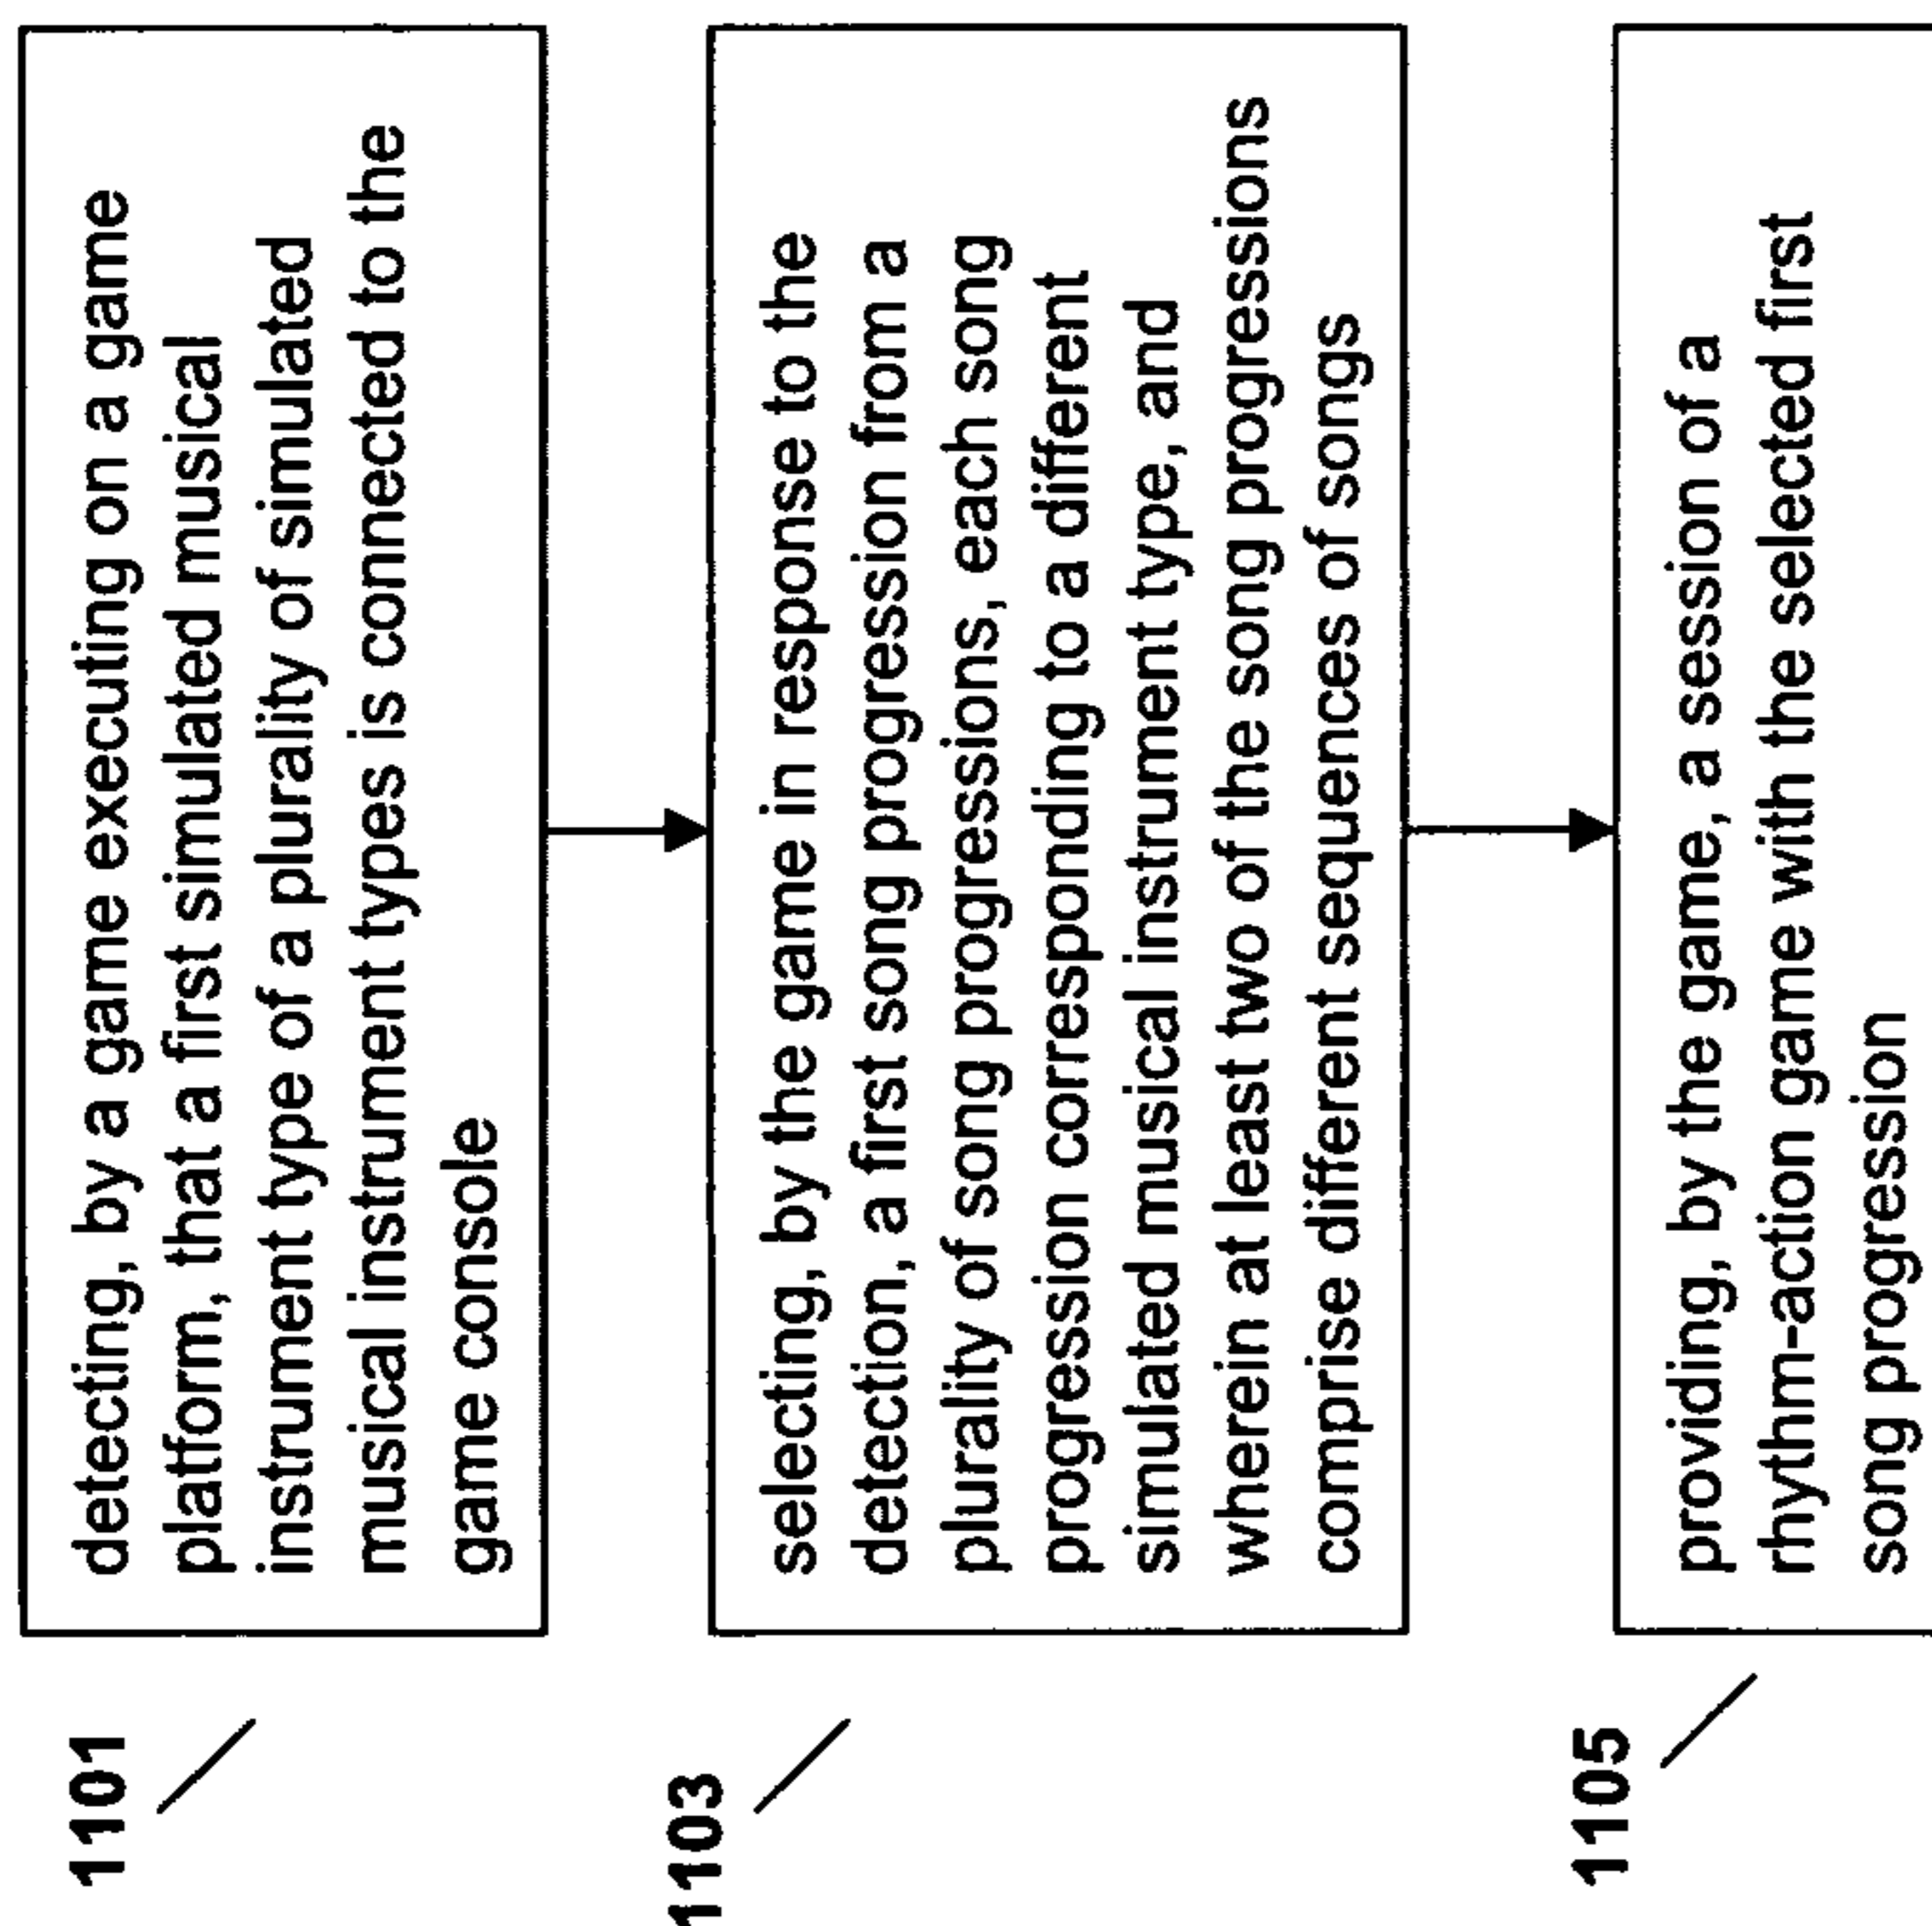 1101
detecting, by a game executing on a game
platform, that a first simulated musical
instrument type of a plurality of simulated
musical instrument types is connected to the
game console
1103
selecting, by the game in response to the
detection, a first song progression from a
plurality of song progressions, each song
progression corresponding to a different
simulated musical instrument type, and
wherein at least two of the song progressions
comprise different sequences of songs
1105
providing, by the game, a session of a
rhythm-action game with the selected first
song progression